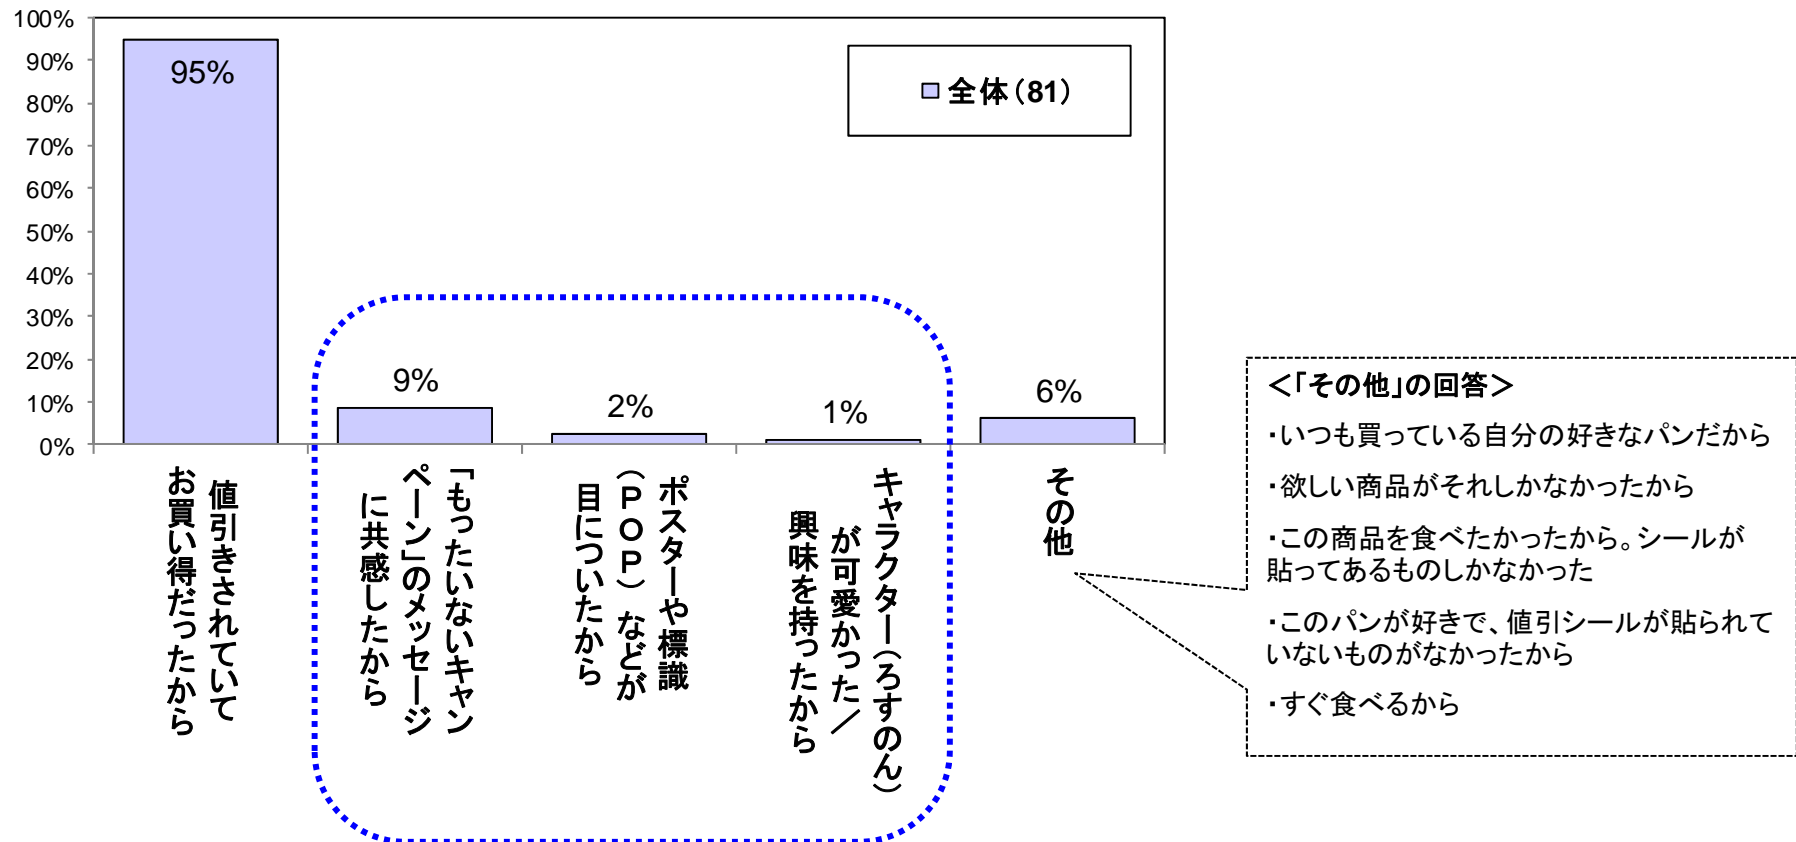 100%
90%
80%
70%
60%
50%
40%
30%
20%
10%
0%
95%
9%
2%
1%
6%
全体（81）
値引きされていて
お買い得だったから
「もったいないキャン
ペーン」のメッセージ
に共感したから
ポスターや標識
（ＰＯＰ）などが
目についたから
キャラクター（ろすのん）
が可愛かった／
興味を持ったから
その他
＜「その他」の回答＞
・いつも買っている自分の好きなパンだから
・欲しい商品がそれしかなかったから
・この商品を食べたかったから。シールが
貼ってあるものしかなかった
・このパンが好きで、値引シールが貼られて
いないものがなかったから
・すぐ食べるから